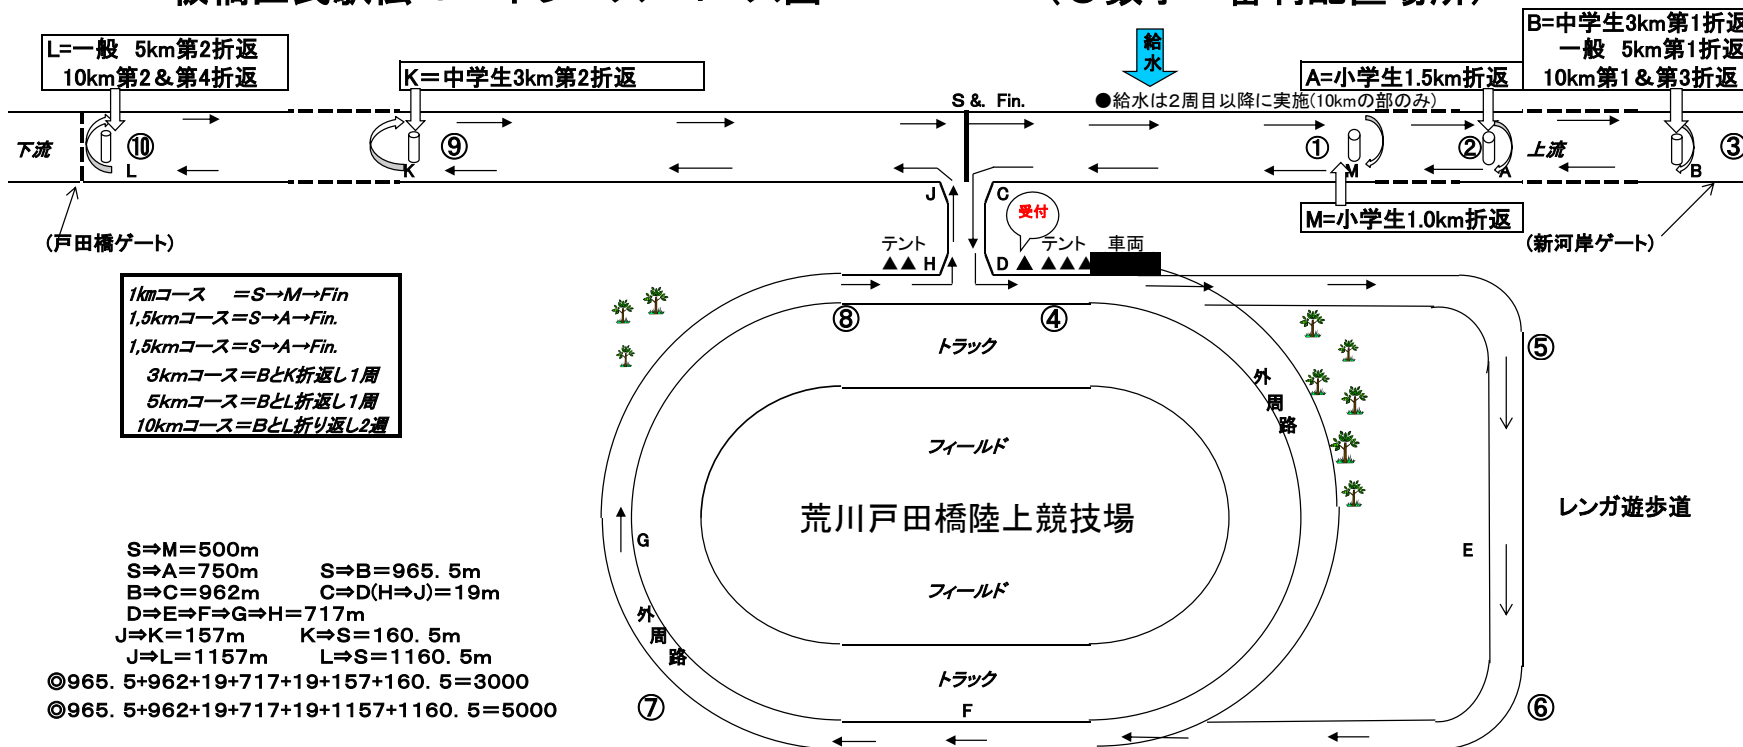 L=一般 5km第2折返
10km第2&第4折返
K=中学生3km第2折返
給水
B=中学生3km第1折返
一般 5km第1折返
10km第1&第3折返
A=小学生1.5km折返
S &. Fin.
●給水は2周目以降に実施(10kmの部のみ)
下流
⑩
L
⑨
K
①
M
②
A
上流
B
③
J
C
受付
M=小学生1.0km折返
(戸田橋ゲート)
テント
▲▲ H
D ▲ ▲▲▲
テント
車両
(新河岸ゲート)
1kmコース =S→M→Fin
1,5kmコース=S→A→Fin.
1,5kmコース=S→A→Fin.
3kmコース=BとK折返し1周
5kmコース=BとL折返し1周
10kmコース=BとL折り返し2週
⑧
④
トラック
⑤
外周路
フィールド
荒川戸田橋陸上競技場
レンガ遊歩道
G
E
フィールド
外周路
トラック
F
⑦
⑥
S⇒M=500m
S⇒A=750m S⇒B=965. 5m
B⇒C=962m C⇒D(H⇒J)=19m
D⇒E⇒F⇒G⇒H=717m
J⇒K=157m K⇒S=160. 5m
J⇒L=1157m L⇒S=1160. 5m
◎965. 5+962+19+717+19+157+160. 5=3000
◎965. 5+962+19+717+19+1157+1160. 5=5000